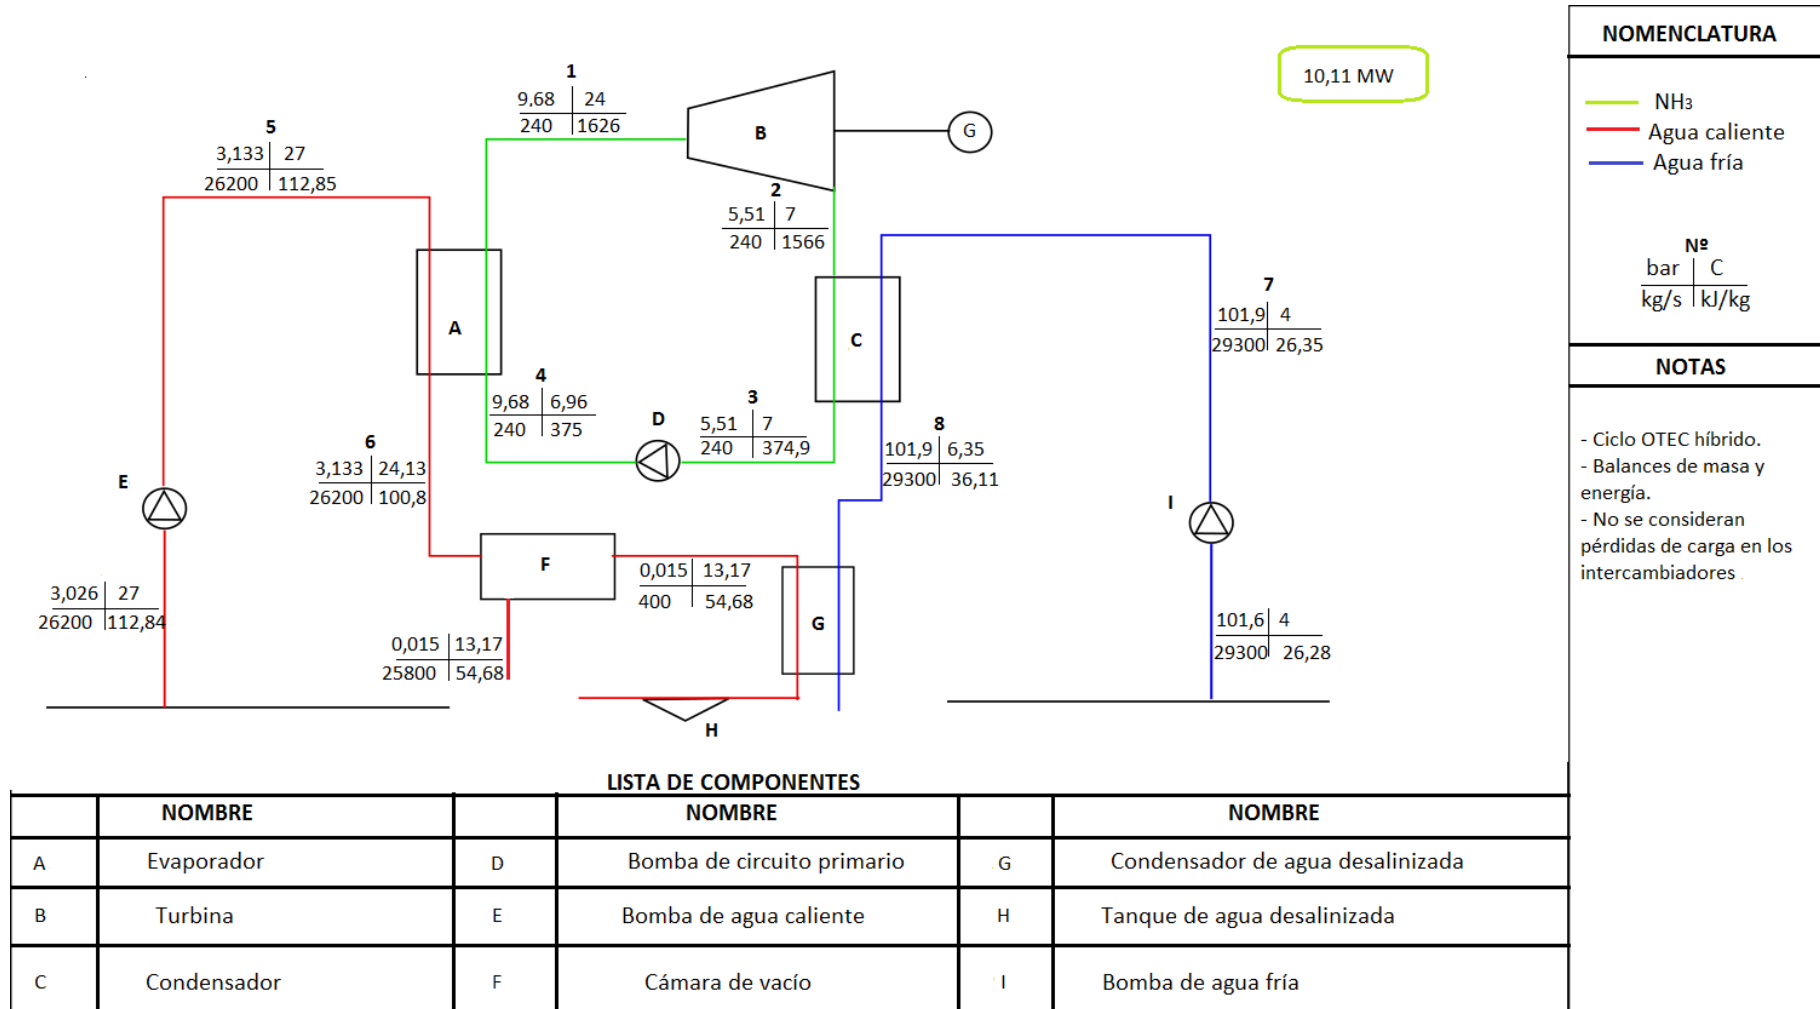 1
9,68 24
240 1626
5
3,133 27
26200 112,85
B
G
2
5,51 7
240 1566
10,11 MW
7
101,9 4
29300 26,35
A
C
4
9,68 6,96
240 375
D
3
5,51 7
240 374,9
8
101,9 6,35
29300 36,11
6
3,133 24,13
26200 100,8
E
I
F
0,015 13,17
400 54,68
3,026 27
26200 112,84
0,015 13,17
25800 54,68
G
101,6 4
29300 26,28
H
NOMENCLATURA
NH3
Agua caliente
Agua fría
Nº
bar C
kg/s kJ/kg
NOTAS
- Ciclo OTEC híbrido.
- Balances de masa y
energía.
- No se consideran
pérdidas de carga en los
intercambiadores .
LISTA DE COMPONENTES
NOMBRE NOMBRE NOMBRE
A Evaporador D Bomba de circuito primario G Condensador de agua desalinizada
B Turbina E Bomba de agua caliente H Tanque de agua desalinizada
C Condensador F Cámara de vacío I Bomba de agua fría